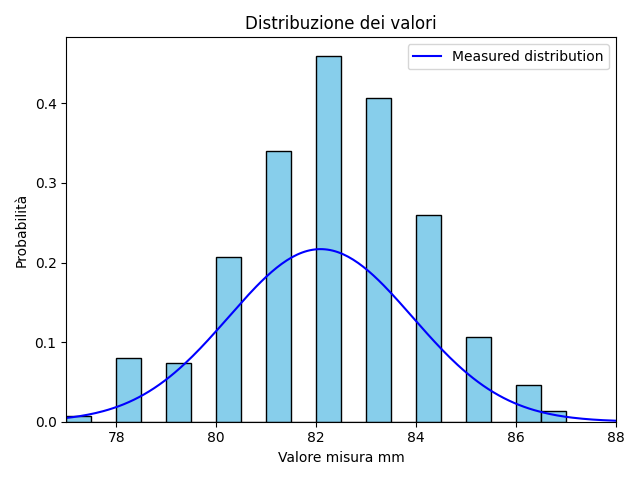 Distribuzione dei valori
Measured distribution
Probabilità
0.4
0.3
0.2
0.1
0.0
78 80 82 84 86 88
Valore misura mm